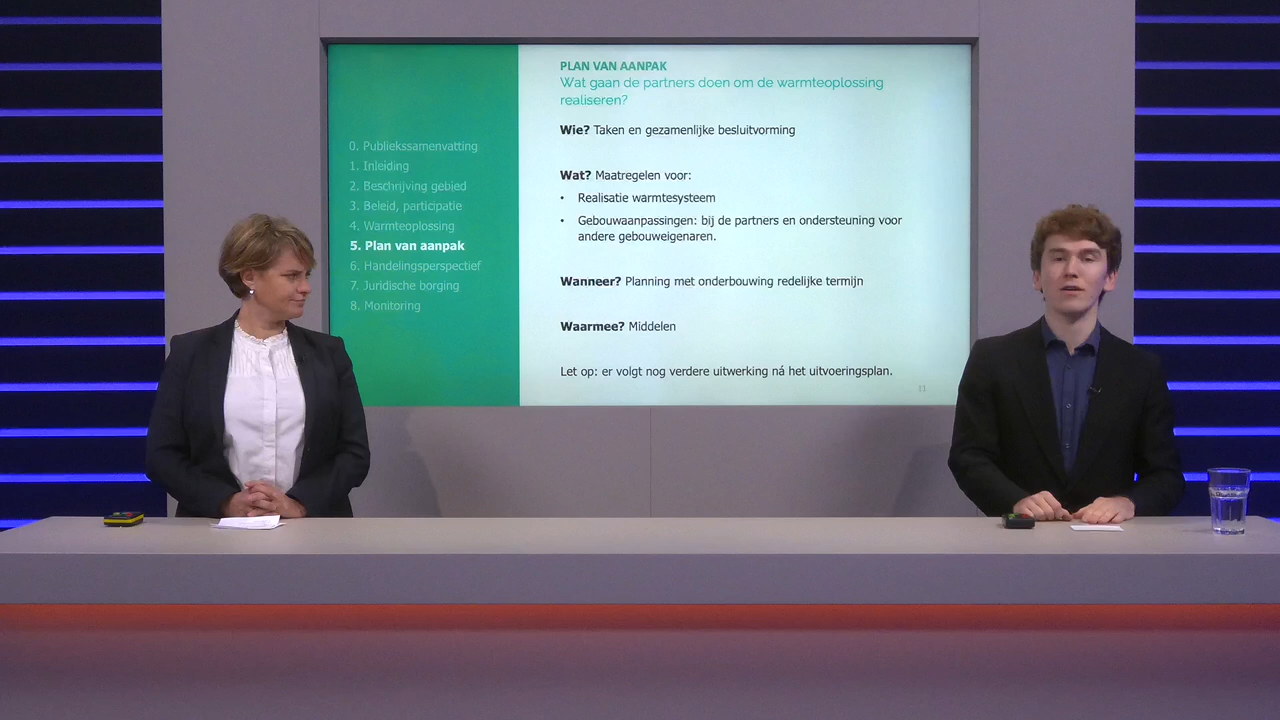 0. Publiekssamenvatting
1. Inleiding
2. Beschrijving gebied
3. Beleid, participatie
4. Warmteoplossing
5. Plan van aanpak
6. Handelingsperspectief
7. Juridische borging
8. Monitoring
PLAN VAN AANPAK
Wat gaan de partners doen om de warmteoplossing
realiseren?
Wie? Taken en gezamenlijke besluitvorming
Wat? Maatregelen voor:
• Realisatie warmtesysteem
• Gebouwaanpassingen: bij de partners en ondersteuning voor
andere gebouweigenaren.
Wanneer? Planning met onderbouwing redelijke termijn
Waarmee? Middelen
Let op: er volgt nog verdere uitwerking ná het uitvoeringsplan.
11